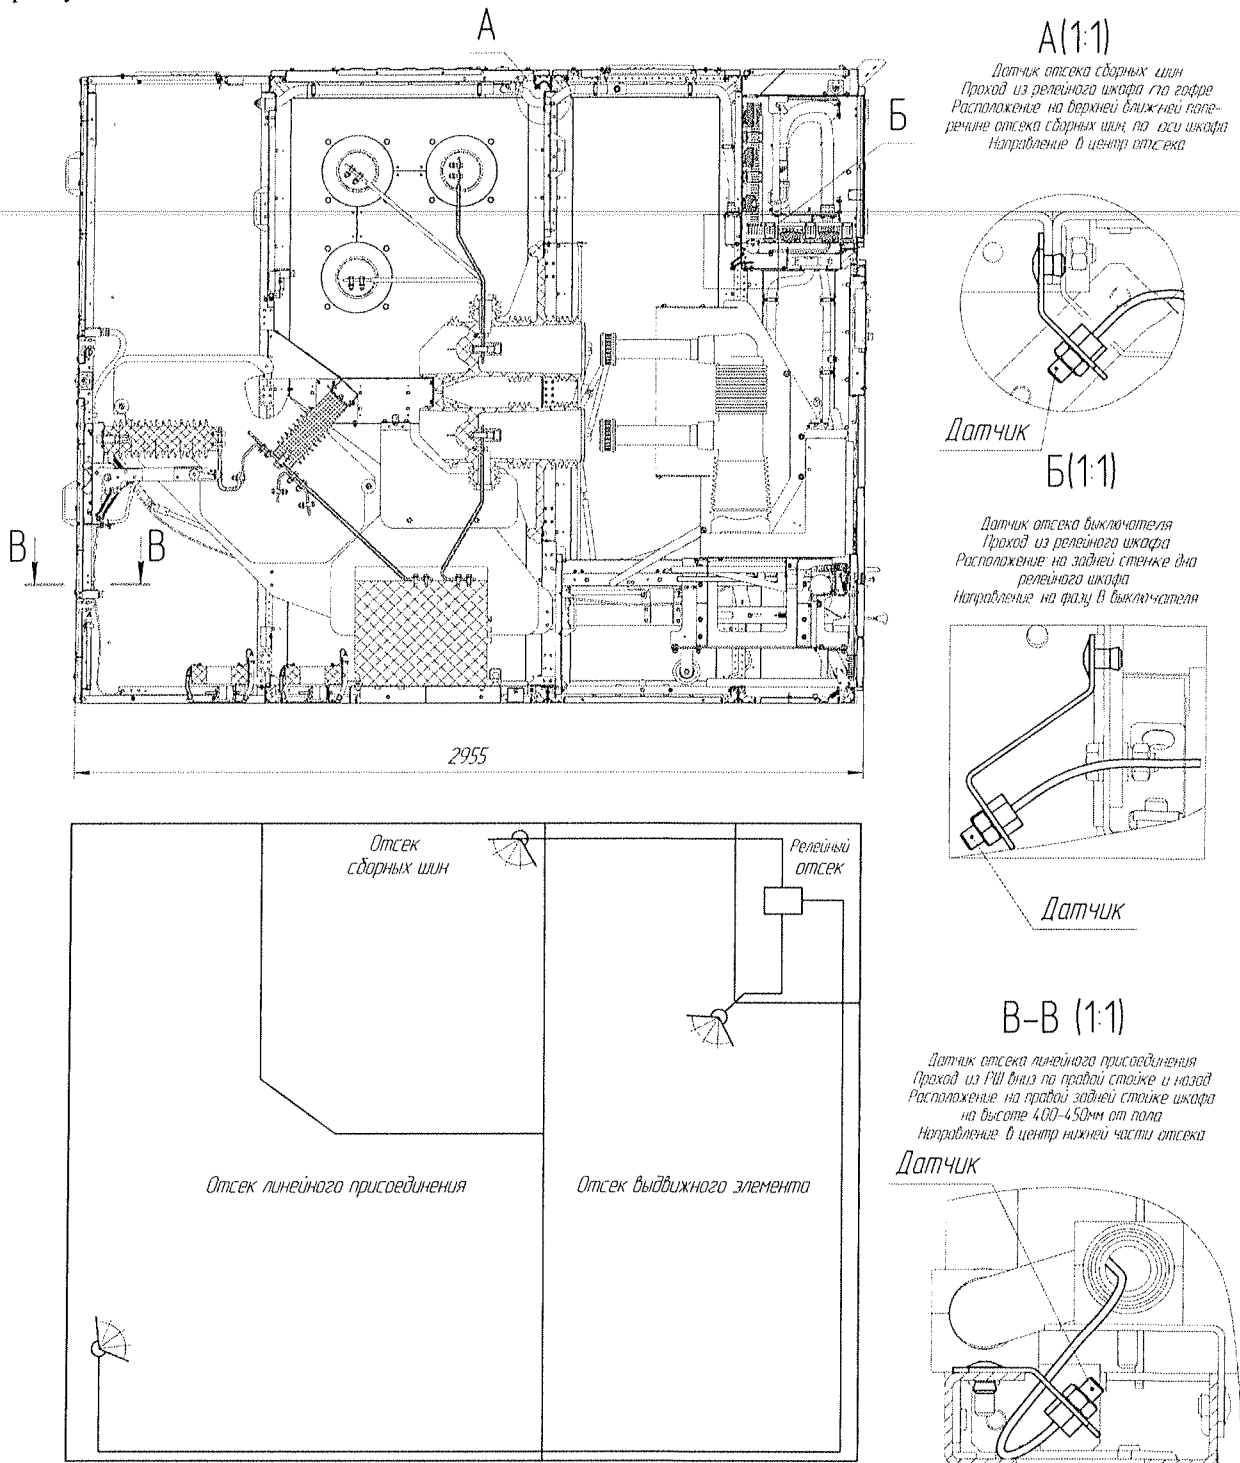 А
Б
В
В
2955
А(1:1)
Датчик отсека сборных шин
Проход из релейного шкафа по гофре
Расположение на верхней ближней попе-
речине отсека сборных шин, по оси шкафа
Направление в центр отсека
Датчик
Б(1:1)
Датчик отсека выключателя
Проход из релейного шкафа
Расположение на задней стенке дна
релейного шкафа
Направление на фазу В выключателя
Датчик
Отсек
сборных шин
Релейный
отсек
Отсек линейного присоединения
Отсек выдвижного элемента
В-В (1:1)
Датчик отсека линейного присоединения
Проход из РШ вниз по правой стойке и назад
Расположение на правой задней стойке шкафа
на высоте 400-450мм от пола
Направление в центр нижней части отсека
Датчик